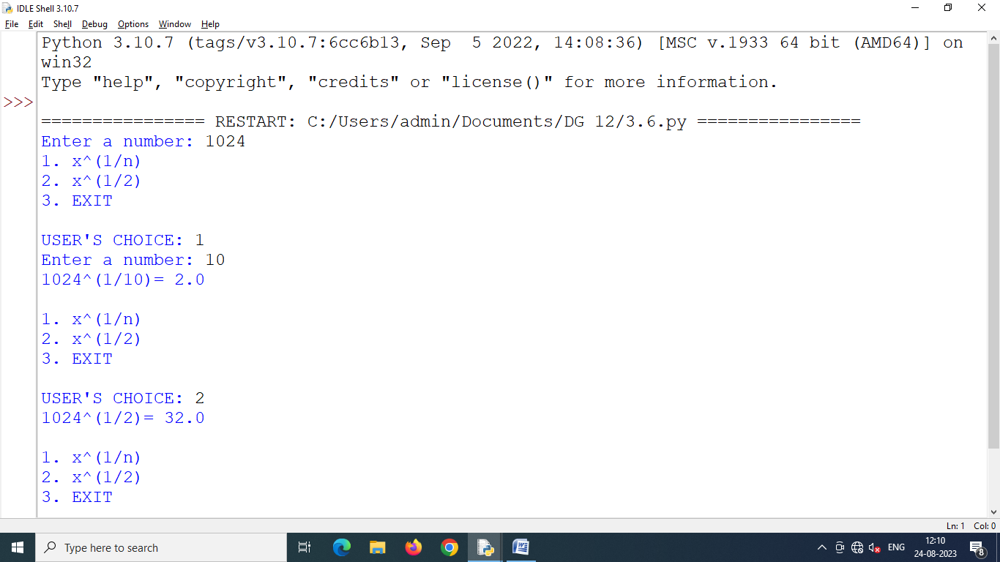 IDLE Shell 3.10.7
File Edit Shell Debug Options Window Help
Python 3.10.7 (tags/v3.10.7:6cc6b13, Sep  5 2022, 14:08:36) [MSC v.1933 64 bit (AMD64)] on
win32
Type "help", "copyright", "credits" or "license()" for more information.
>>>
================ RESTART: C:/Users/admin/Documents/DG 12/3.6.py ================
Enter a number: 1024
1. x^(1/n)
2. x^(1/2)
3. EXIT
USER'S CHOICE: 1
Enter a number: 10
1024^(1/10)= 2.0
1. x^(1/n)
2. x^(1/2)
3. EXIT
USER'S CHOICE: 2
1024^(1/2)= 32.0
1. x^(1/n)
2. x^(1/2)
3. EXIT
Ln: 1 Col: 0
Type here to search
ENG
12:10
24-08-2023
8